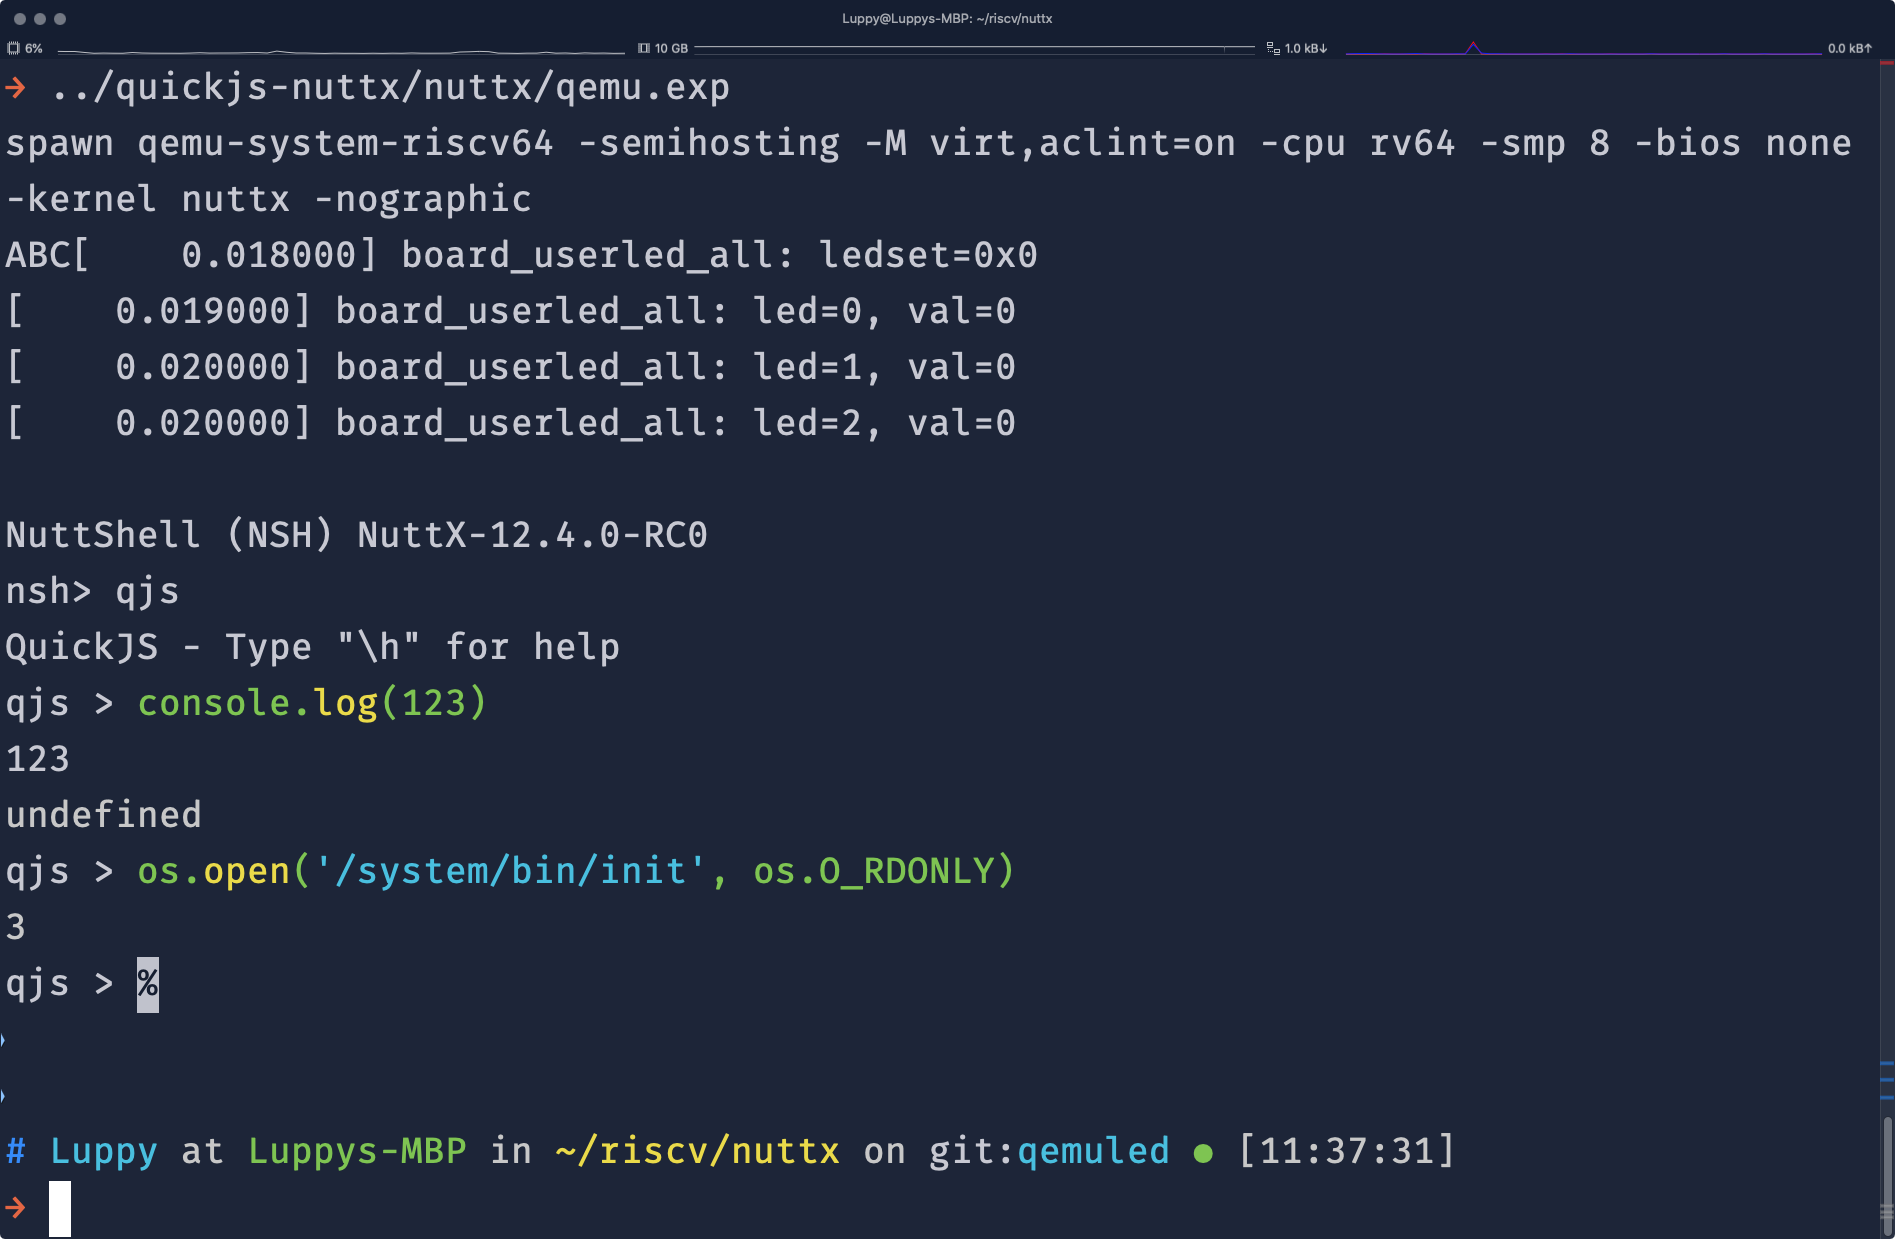 Luppy@Luppys-MBP: ~/riscv/nuttx
6% 10 GB 1.0 kB↓ 0.0 kB↑
→ ../quickjs-nuttx/nuttx/qemu.exp
spawn qemu-system-riscv64 -semihosting -M virt,aclint=on -cpu rv64 -smp 8 -bios none
-kernel nuttx -nographic
ABC[    0.018000] board_userled_all: ledset=0x0
[    0.019000] board_userled_all: led=0, val=0
[    0.020000] board_userled_all: led=1, val=0
[    0.020000] board_userled_all: led=2, val=0
NuttShell (NSH) NuttX-12.4.0-RC0
nsh> qjs
QuickJS - Type "\h" for help
qjs > console.log(123)
123
undefined
qjs > os.open('/system/bin/init', os.O_RDONLY)
3
qjs > %
# Luppy at Luppys-MBP in ~/riscv/nuttx on git:qemuled ● [11:37:31]
→